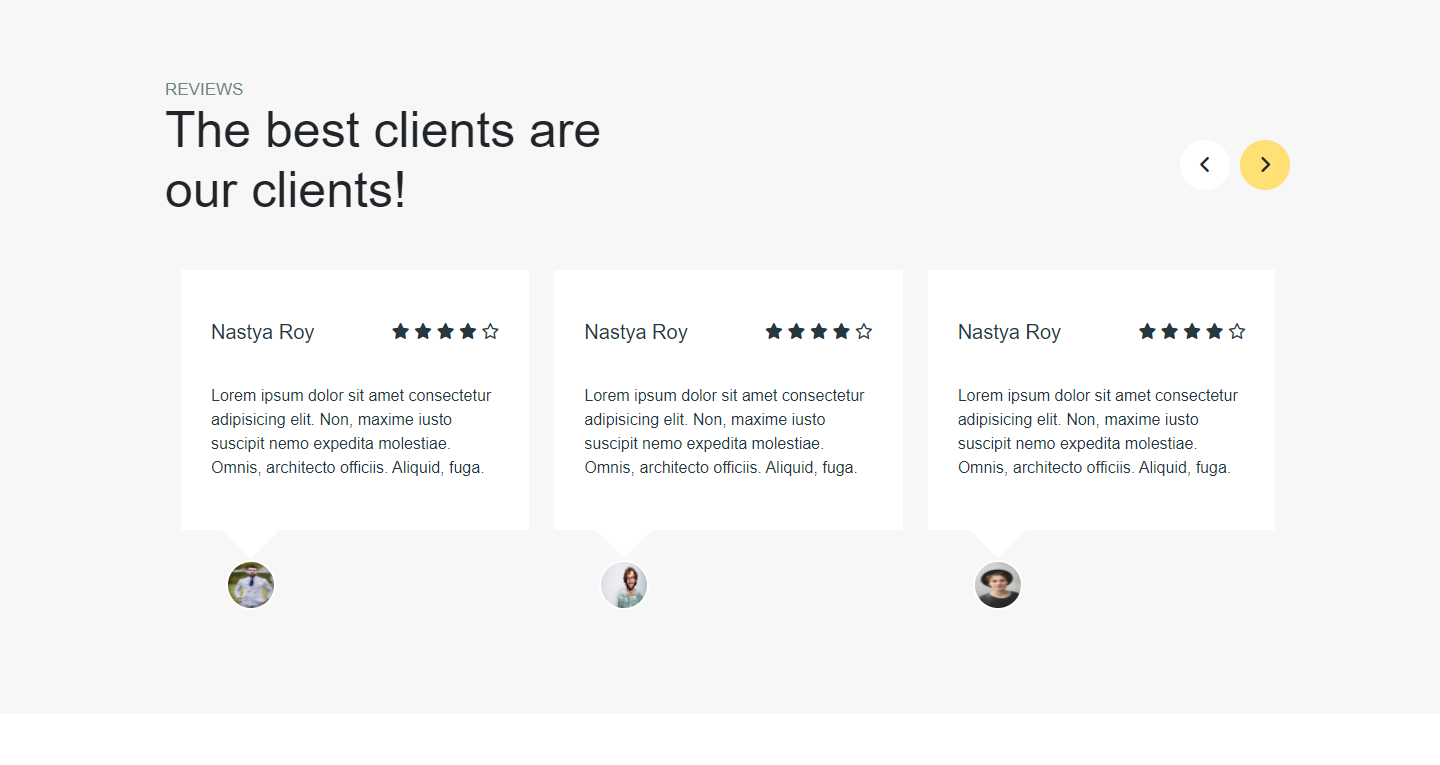 REVIEWS
The best clients are
our clients!
Nastya Roy
Lorem ipsum dolor sit amet consectetur
adipisicing elit. Non, maxime iusto
suscipit nemo expedita molestiae.
Omnis, architecto officiis. Aliquid, fuga.
Nastya Roy
Lorem ipsum dolor sit amet consectetur
adipisicing elit. Non, maxime iusto
suscipit nemo expedita molestiae.
Omnis, architecto officiis. Aliquid, fuga.
Nastya Roy
Lorem ipsum dolor sit amet consectetur
adipisicing elit. Non, maxime iusto
suscipit nemo expedita molestiae.
Omnis, architecto officiis. Aliquid, fuga.